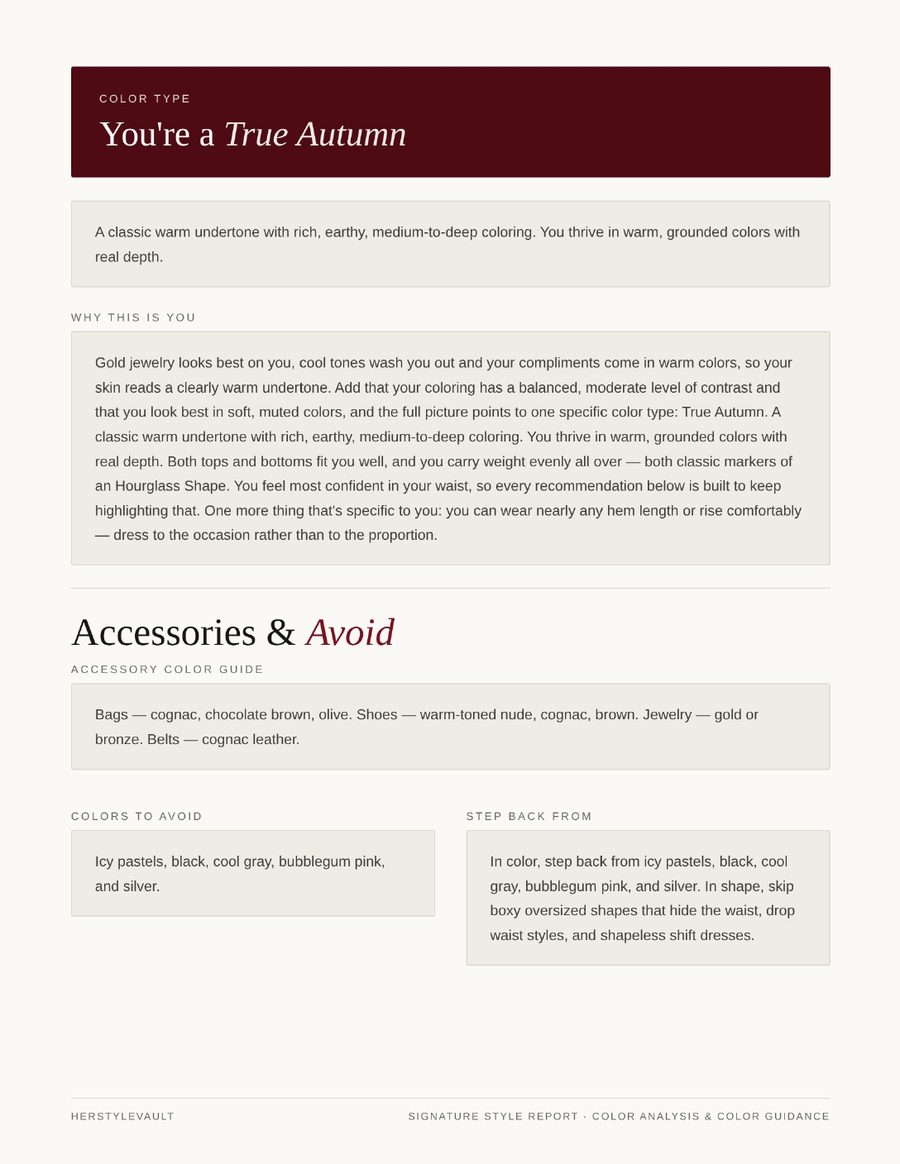 COLOR TYPE
You're a True Autumn
A classic warm undertone with rich, earthy, medium-to-deep coloring. You thrive in warm, grounded colors with
real depth.
WHY THIS IS YOU
Gold jewelry looks best on you, cool tones wash you out and your compliments come in warm colors, so your
skin reads a clearly warm undertone. Add that your coloring has a balanced, moderate level of contrast and
that you look best in soft, muted colors, and the full picture points to one specific color type: True Autumn. A
classic warm undertone with rich, earthy, medium-to-deep coloring. You thrive in warm, grounded colors with
real depth. Both tops and bottoms fit you well, and you carry weight evenly all over — both classic markers of
an Hourglass Shape. You feel most confident in your waist, so every recommendation below is built to keep
highlighting that. One more thing that's specific to you: you can wear nearly any hem length or rise comfortably
— dress to the occasion rather than to the proportion.
Accessories & Avoid
ACCESSORY COLOR GUIDE
Bags — cognac, chocolate brown, olive. Shoes — warm-toned nude, cognac, brown. Jewelry — gold or
bronze. Belts — cognac leather.
COLORS TO AVOID
Icy pastels, black, cool gray, bubblegum pink,
and silver.
STEP BACK FROM
In color, step back from icy pastels, black, cool
gray, bubblegum pink, and silver. In shape, skip
boxy oversized shapes that hide the waist, drop
waist styles, and shapeless shift dresses.
HERSTYLEVAULT
SIGNATURE STYLE REPORT · COLOR ANALYSIS & COLOR GUIDANCE